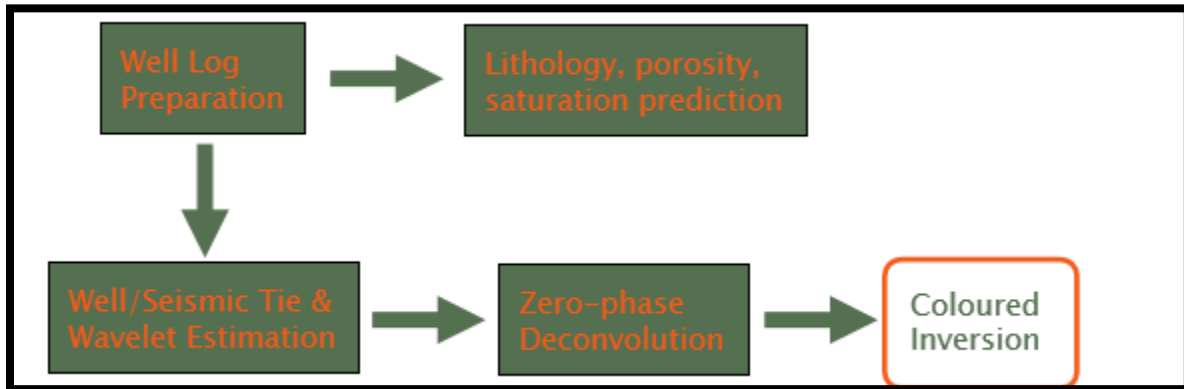 Well Log
Preparation
Lithology, porosity,
saturation prediction
Well/Seismic Tie &
Wavelet Estimation
Zero-phase
Deconvolution
Coloured
Inversion